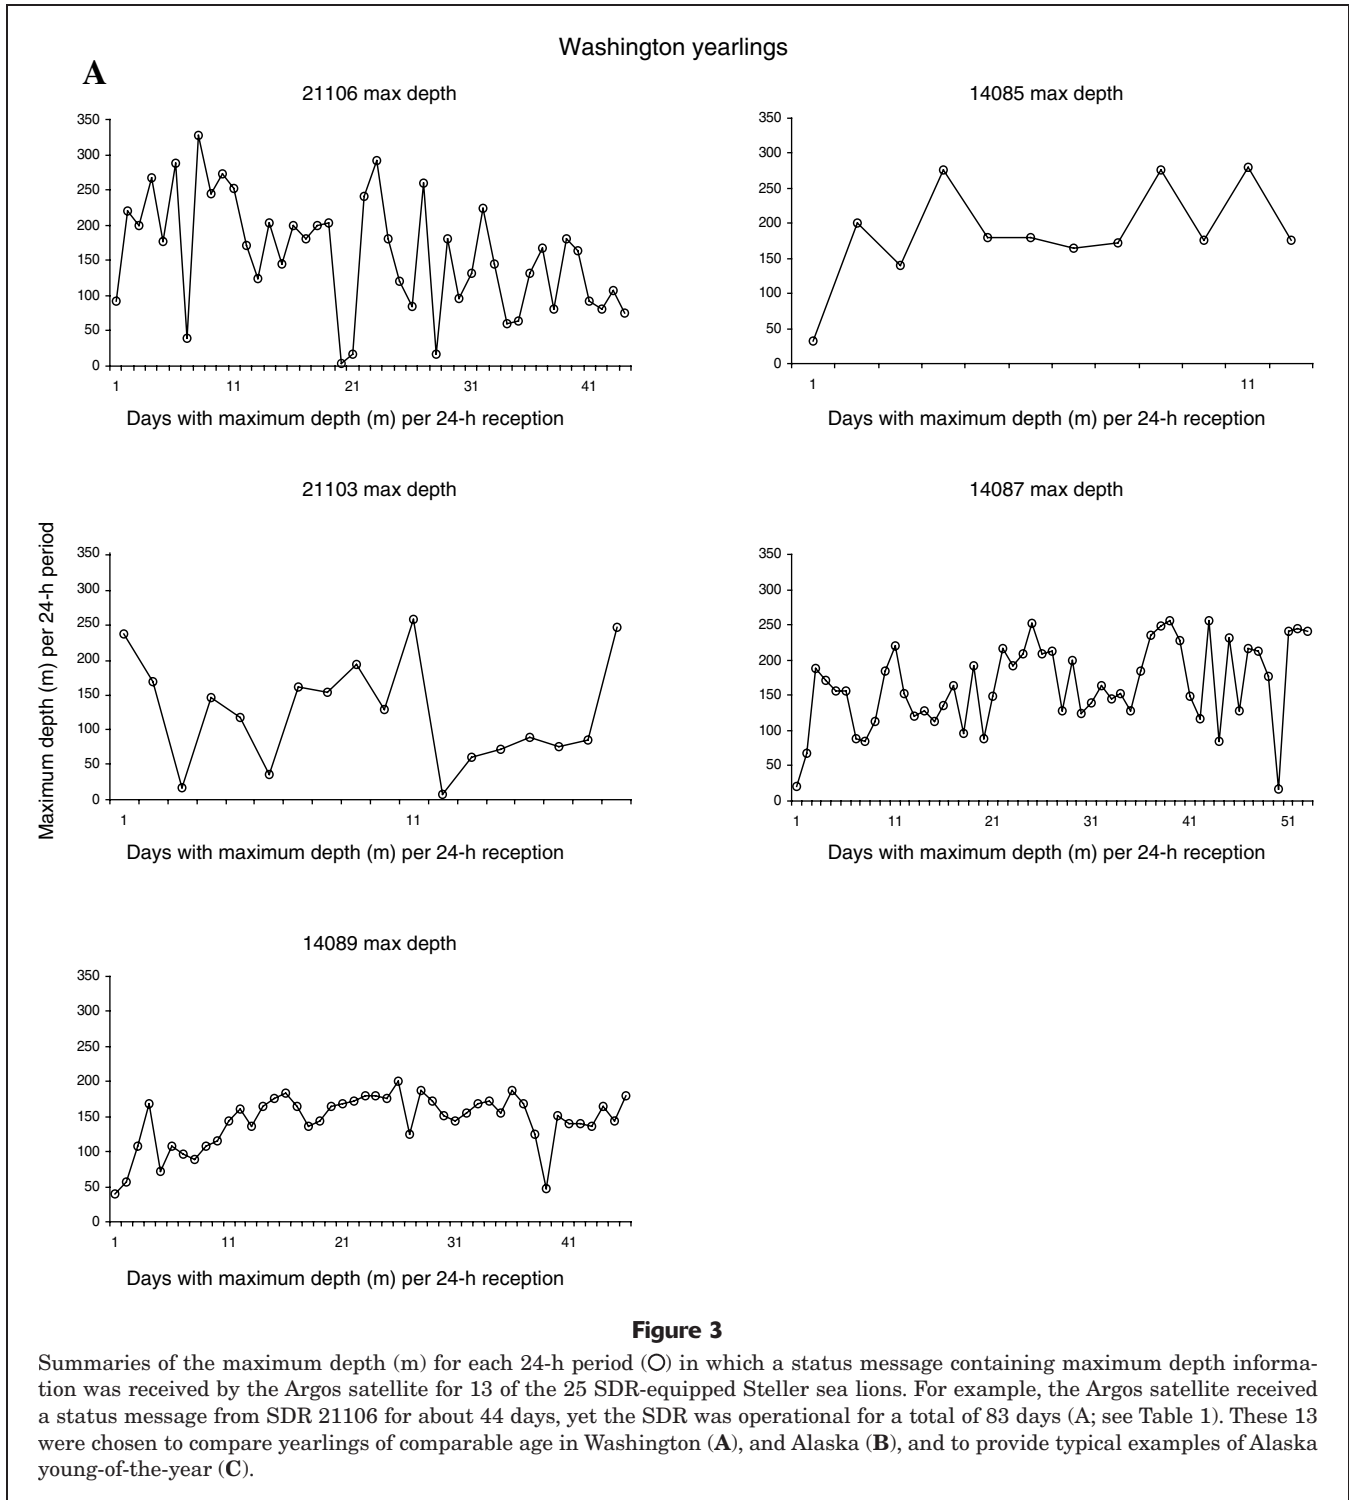 Washington yearlings
A
21106 max depth
350
300
250
200
150
100
50
0
1 11 21 31 41
Days with maximum depth (m) per 24-h reception
14085 max depth
350
300
250
200
150
100
50
0
1 11
Days with maximum depth (m) per 24-h reception
Maximum depth (m) per 24-h period
21103 max depth
350
300
250
200
150
100
50
0
1 11
Days with maximum depth (m) per 24-h reception
14087 max depth
350
300
250
200
150
100
50
0
1 11 21 31 41 51
Days with maximum depth (m) per 24-h reception
14089 max depth
350
300
250
200
150
100
50
0
1 11 21 31 41
Days with maximum depth (m) per 24-h reception
Figure 3
Summaries of the maximum depth (m) for each 24-h period (○) in which a status message containing maximum depth informa-
tion was received by the Argos satellite for 13 of the 25 SDR-equipped Steller sea lions. For example, the Argos satellite received
a status message from SDR 21106 for about 44 days, yet the SDR was operational for a total of 83 days (A; see Table 1). These 13
were chosen to compare yearlings of comparable age in Washington (A), and Alaska (B), and to provide typical examples of Alaska
young-of-the-year (C).